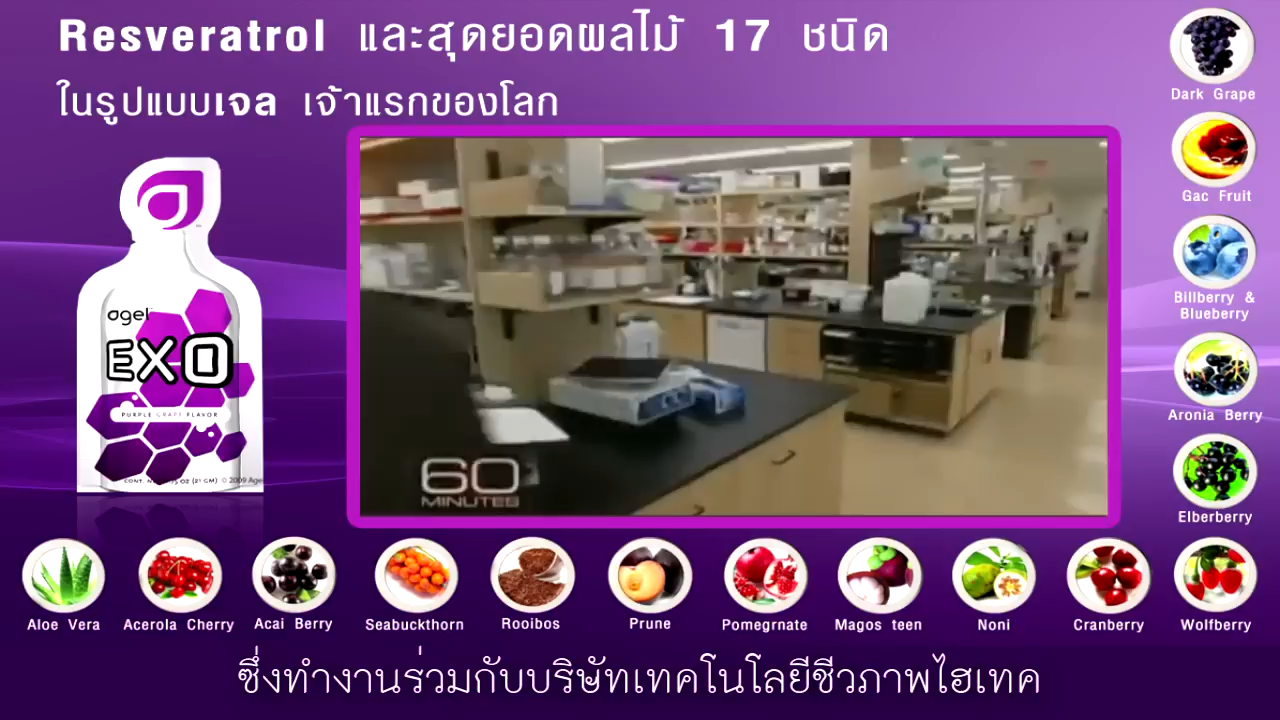 Resveratrol และสุดยอดผลไม้ 17 ชนิด
ในรูปแบบเจล เจ้าแรกของโลก
Dark Grape
Gac Fruit
Billberry &
Blueberry
Aronia Berry
Elberberry
agel
EXO
PURPLE GRAPE FLAVOR
OZ (21 GM) © 2009 Age
60
MINUTES
Aloe Vera
Acerola Cherry
Acai Berry
Seabuckthorn
Rooibos
Prune
Pomegrnate
Magos teen
Noni
Cranberry
Wolfberry
ซึ่งทำงานร่วมกับบริษัทเทคโนโลยีชีวภาพไฮเทค